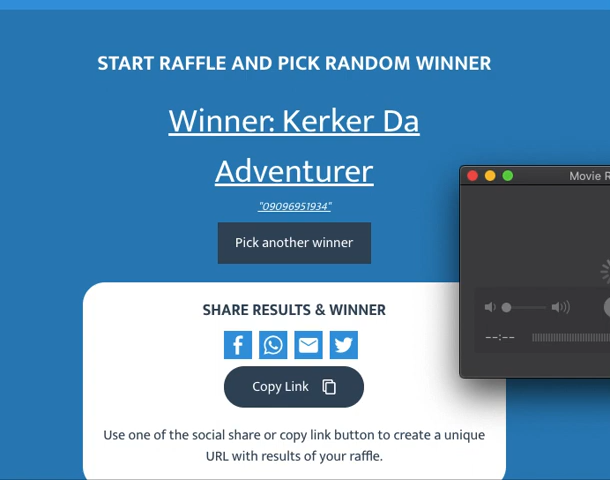 START RAFFLE AND PICK RANDOM WINNER
Winner: Kerker Da
Adventurer
"09096951934"
Pick another winner
SHARE RESULTS & WINNER
Copy Link
Use one of the social share or copy link button to create a unique
URL with results of your raffle.
Movie R
--:--